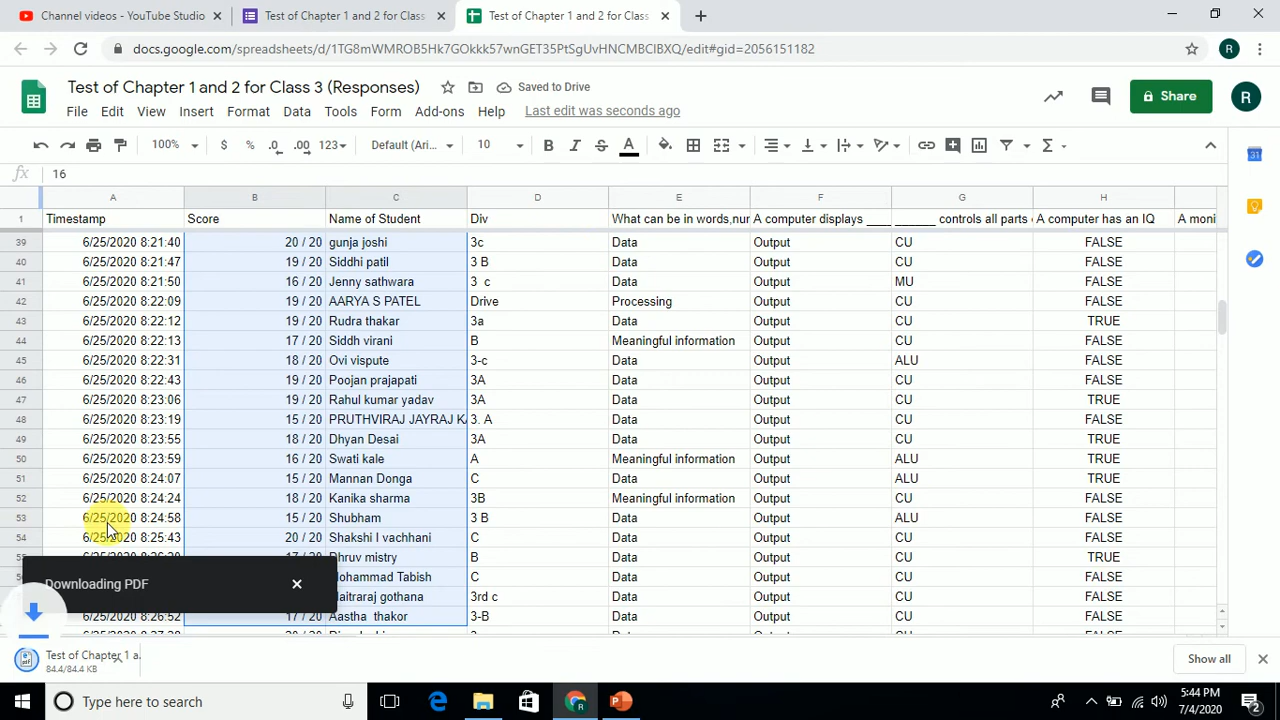 Channel videos - YouTube Studio
Test of Chapter 1 and 2 for Class
Test of Chapter 1 and 2 for Class
docs.google.com/spreadsheets/d/1TG8mWMROB5Hk7GOkkk57wnGET35PtSgUvHNCMBCIBXQ/edit#gid=2056151182
R
Test of Chapter 1 and 2 for Class 3 (Responses)
Saved to Drive
Share
R
File Edit View Insert Format Data Tools Form Add-ons Help Last edit was seconds ago
100% $ % .0 .00 123 Default (Ari... 10 B I S A
fx 16
A B C D E F G H
1 Timestamp Score Name of Student Div What can be in words,nur A computer displays ____ ______ controls all parts A computer has an IQ A moni
39 6/25/2020 8:21:40 20 / 20 gunja joshi 3c Data Output CU FALSE
40 6/25/2020 8:21:47 19 / 20 Siddhi patil 3 B Data Output CU FALSE
41 6/25/2020 8:21:50 16 / 20 Jenny sathwara 3 c Data Output MU FALSE
42 6/25/2020 8:22:09 19 / 20 AARYA S PATEL Drive Processing Output CU FALSE
43 6/25/2020 8:22:12 19 / 20 Rudra thakar 3a Data Output CU TRUE
44 6/25/2020 8:22:13 17 / 20 Siddh virani B Meaningful information Output CU FALSE
45 6/25/2020 8:22:31 18 / 20 Ovi vispute 3-c Data Output ALU FALSE
46 6/25/2020 8:22:43 19 / 20 Poojan prajapati 3A Data Output CU FALSE
47 6/25/2020 8:23:06 19 / 20 Rahul kumar yadav 3A Data Output CU TRUE
48 6/25/2020 8:23:19 15 / 20 PRUTHVIRAJ JAYRAJ K 3. A Data Output CU FALSE
49 6/25/2020 8:23:55 18 / 20 Dhyan Desai 3A Data Output CU TRUE
50 6/25/2020 8:23:59 16 / 20 Swati kale A Meaningful information Output ALU TRUE
51 6/25/2020 8:24:07 15 / 20 Mannan Donga C Data Output ALU TRUE
52 6/25/2020 8:24:24 18 / 20 Kanika sharma 3B Meaningful information Output CU FALSE
53 6/25/2020 8:24:58 15 / 20 Shubham 3 B Data Output ALU FALSE
54 6/25/2020 8:25:43 20 / 20 Shakshi I vachhani C Data Output CU FALSE
55 Dhruv mistry B Data Output CU TRUE
Mohammad Tabish C Data Output CU FALSE
Maitraraj gothana 3rd c Data Output CU FALSE
6/25/2020 8:26:52 17 / 20 Aastha thakor 3-B Data Output CU FALSE
Downloading PDF
Test of Chapter 1 a.
84.4/84.4 KB
Show all
Type here to search
5:44 PM
7/4/2020
2